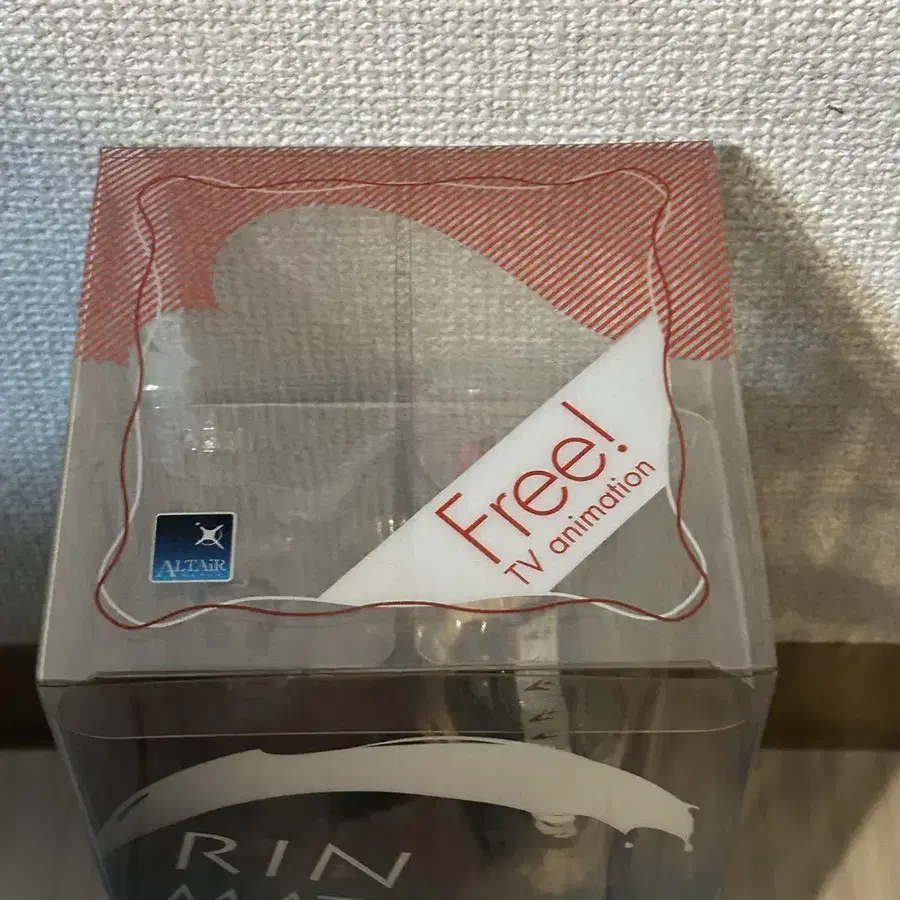 Free!
TV animation
ALTAiR
RIN